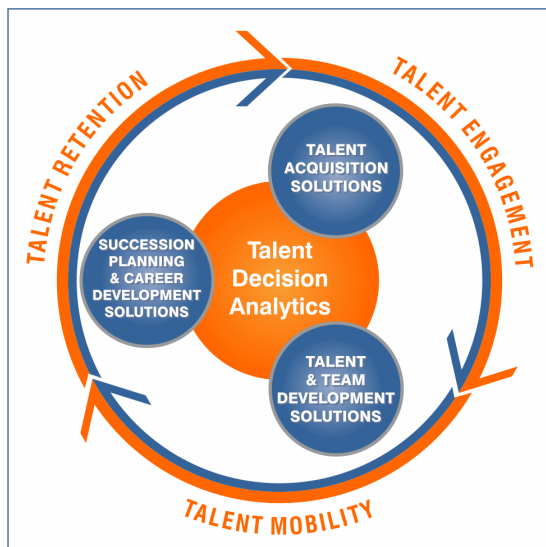 TALENT RETENTION
TALENT ENGAGEMENT
TALENT
ACQUISITION
SOLUTIONS
SUCCESSION
PLANNING
& CAREER
DEVELOPMENT
SOLUTIONS
Talent
Decision
Analytics
TALENT
& TEAM
DEVELOPMENT
SOLUTIONS
TALENT MOBILITY